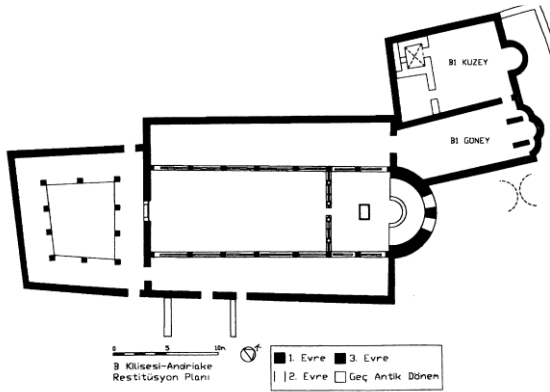 B1 KUZEY
B1 GÜNEY
0 5 10m
B Kilisesi-Andriake
Restitüsyon Planı
1. Evre 3. Evre
2. Evre Geç Antik Dönem